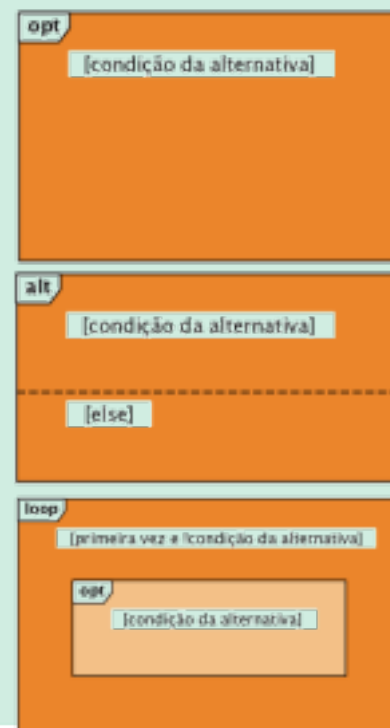 opt
[condição da alternativa]
alt
[condição da alternativa]
[else]
loop
[primeira vez e !condição da alternativa]
opt
[condição da alternativa]